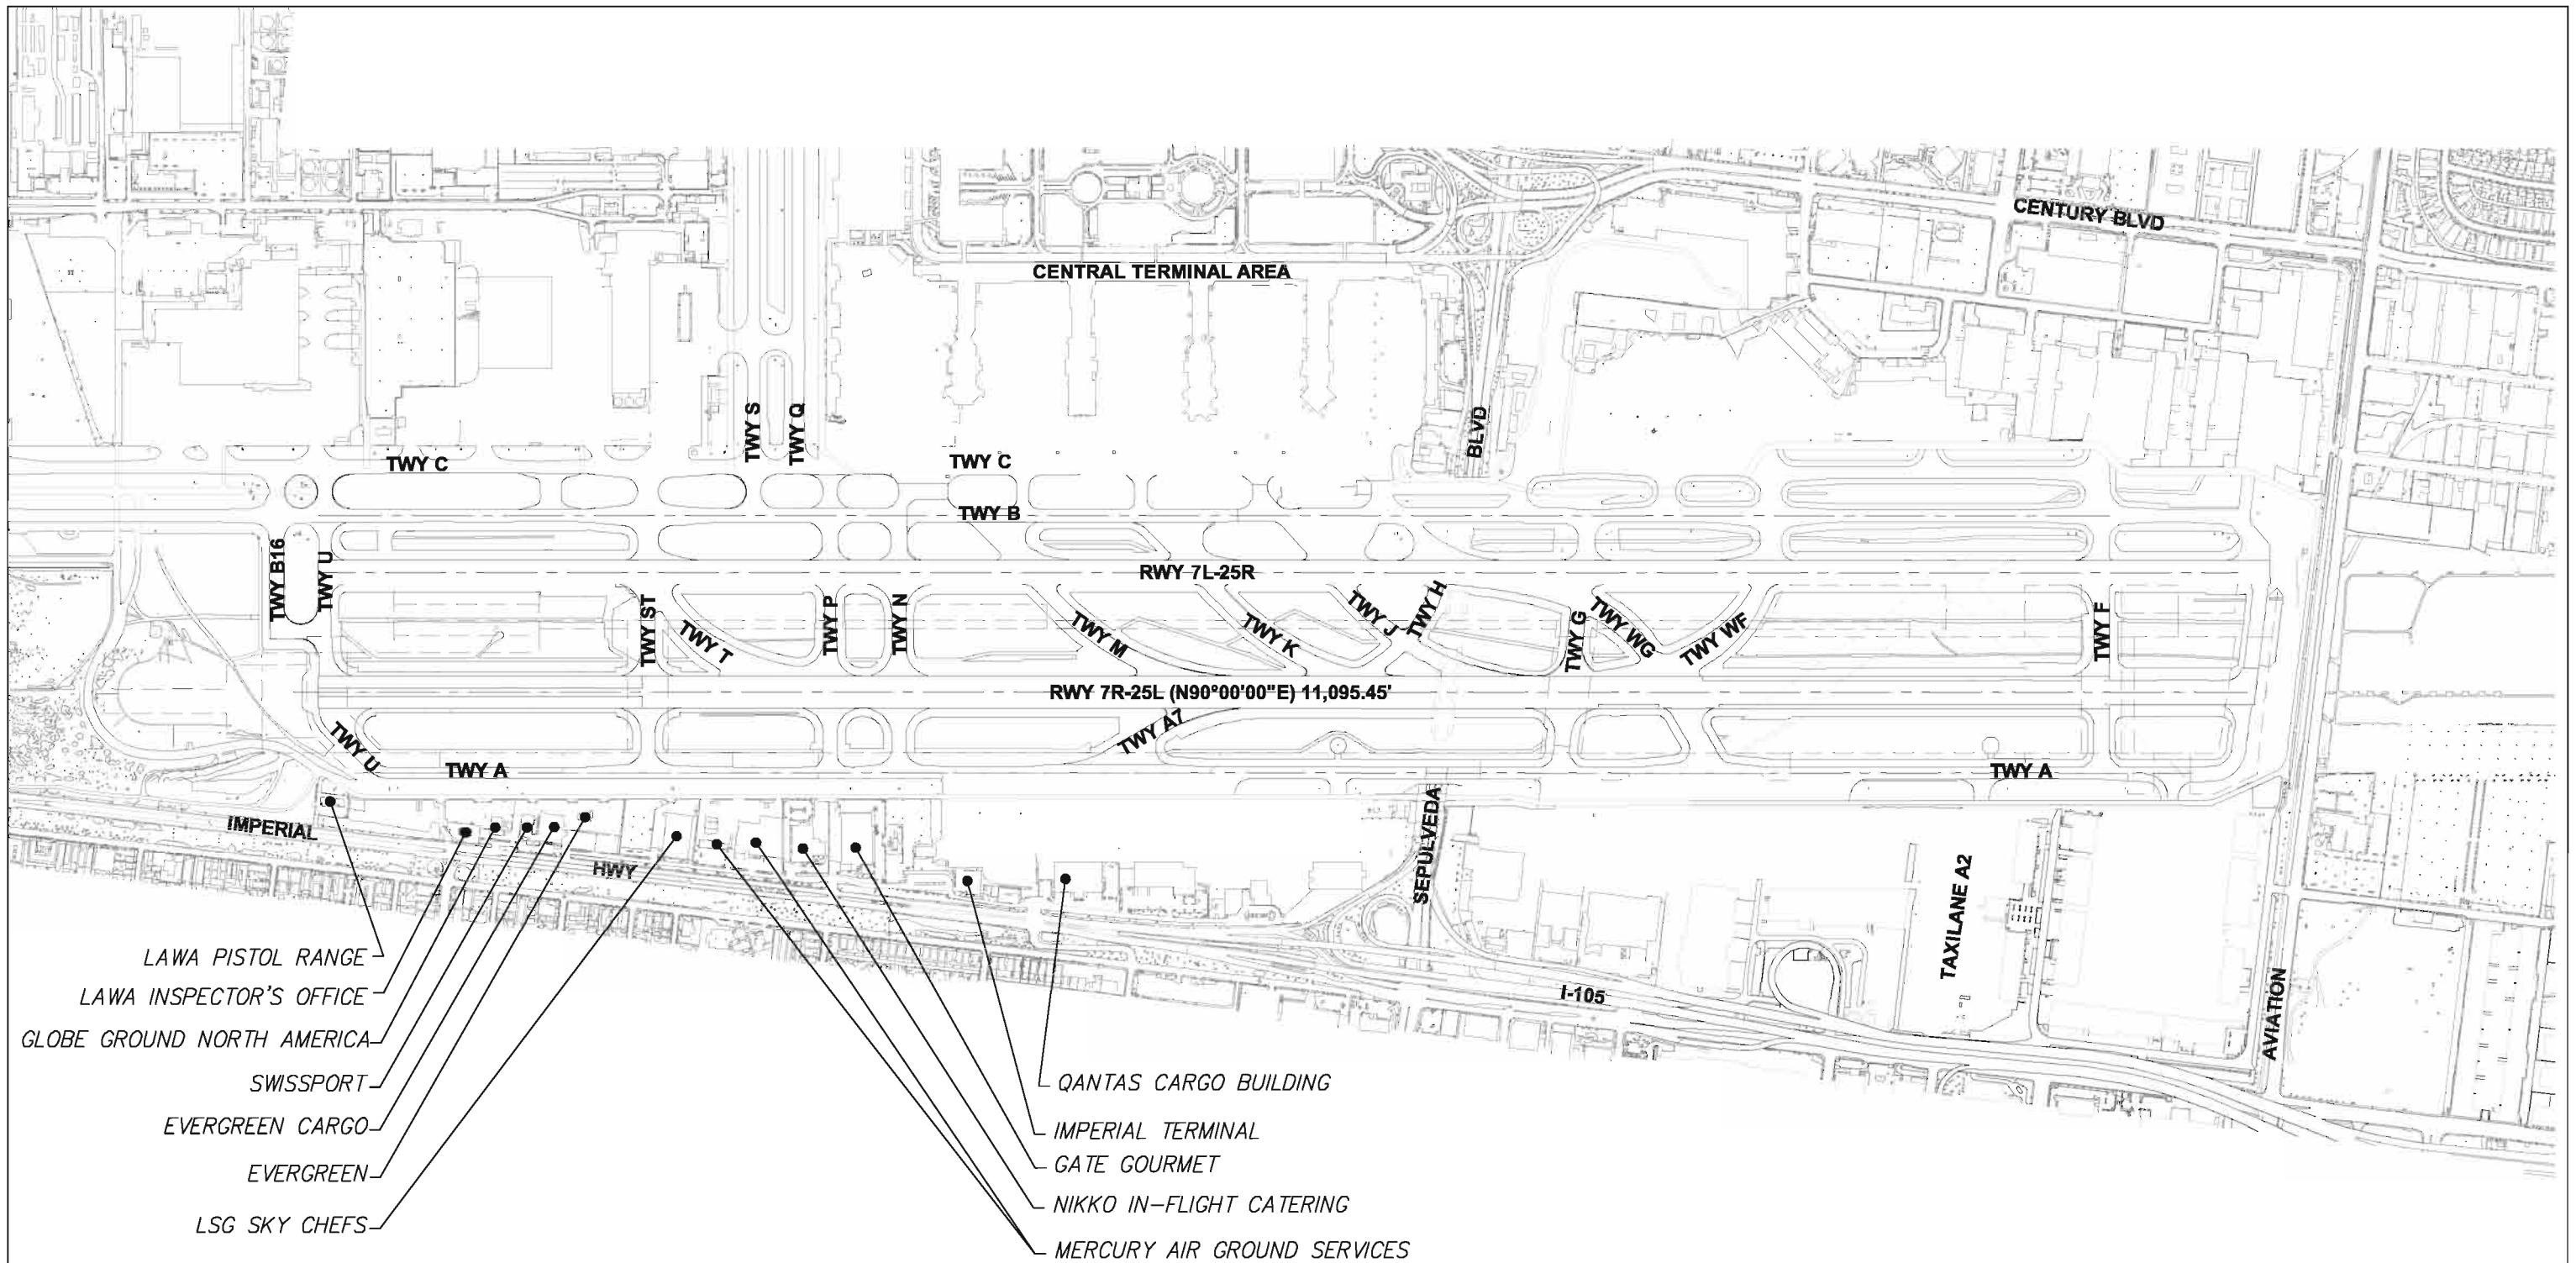 CENTURY BLVD
CENTRAL TERMINAL AREA
TWY S
TWY Q
BLVD
TWY C
TWY C
TWY B
TWY B16
TWY U
RWY 7L-25R
TWY ST
TWY T
TWY P
TWY N
TWY M
TWY K
TWY J
TWY H
TWY G
TWY WG
TWY WF
TWY F
RWY 7R-25L (N90°00'00"E) 11,095.45'
TWY U
TWY A7
TWY A
TWY A
IMPERIAL
HWY
SEPULVEDA
TAXILANE A2
I-105
AVIATION
LAWA PISTOL RANGE
LAWA INSPECTOR'S OFFICE
GLOBE GROUND NORTH AMERICA
SWISSPORT
EVERGREEN CARGO
EVERGREEN
LSG SKY CHEFS
QANTAS CARGO BUILDING
IMPERIAL TERMINAL
GATE GOURMET
NIKKO IN-FLIGHT CATERING
MERCURY AIR GROUND SERVICES